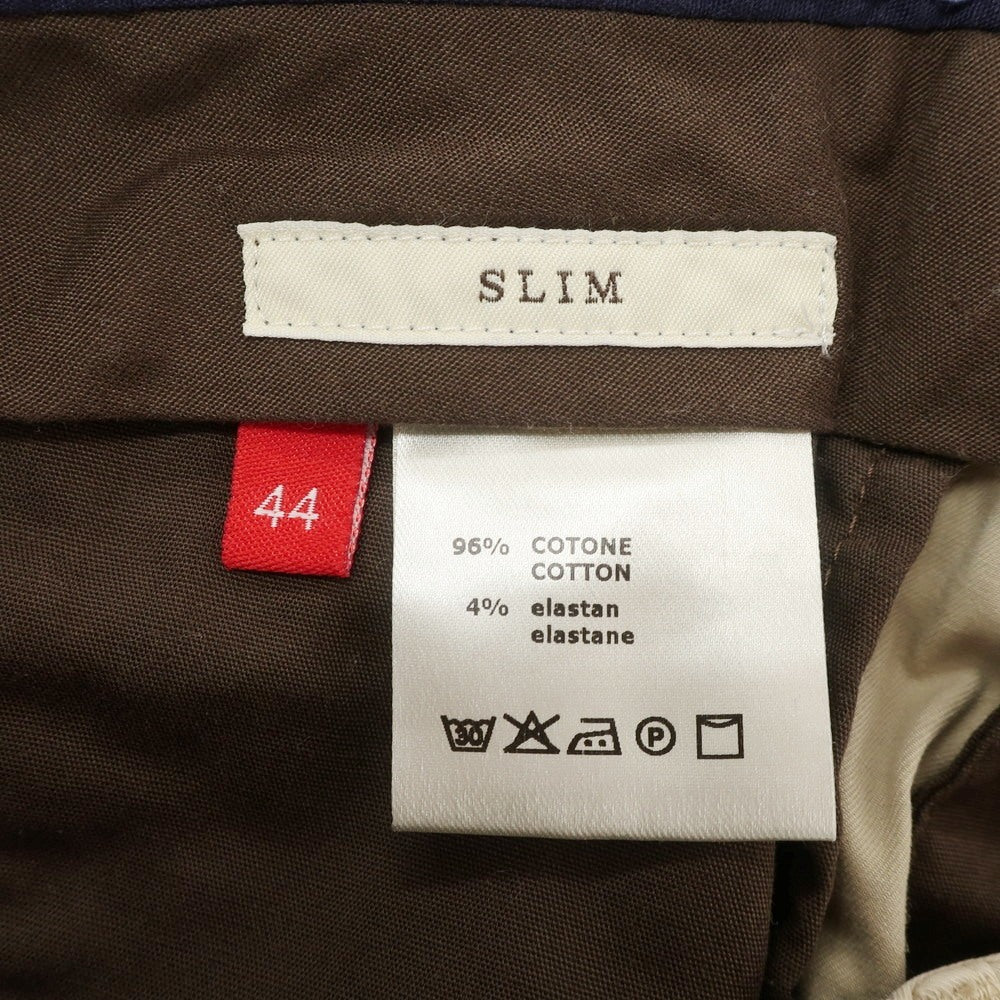 SLIM
44
96% COTONE
COTTON
4% elastan
elastane
30
P